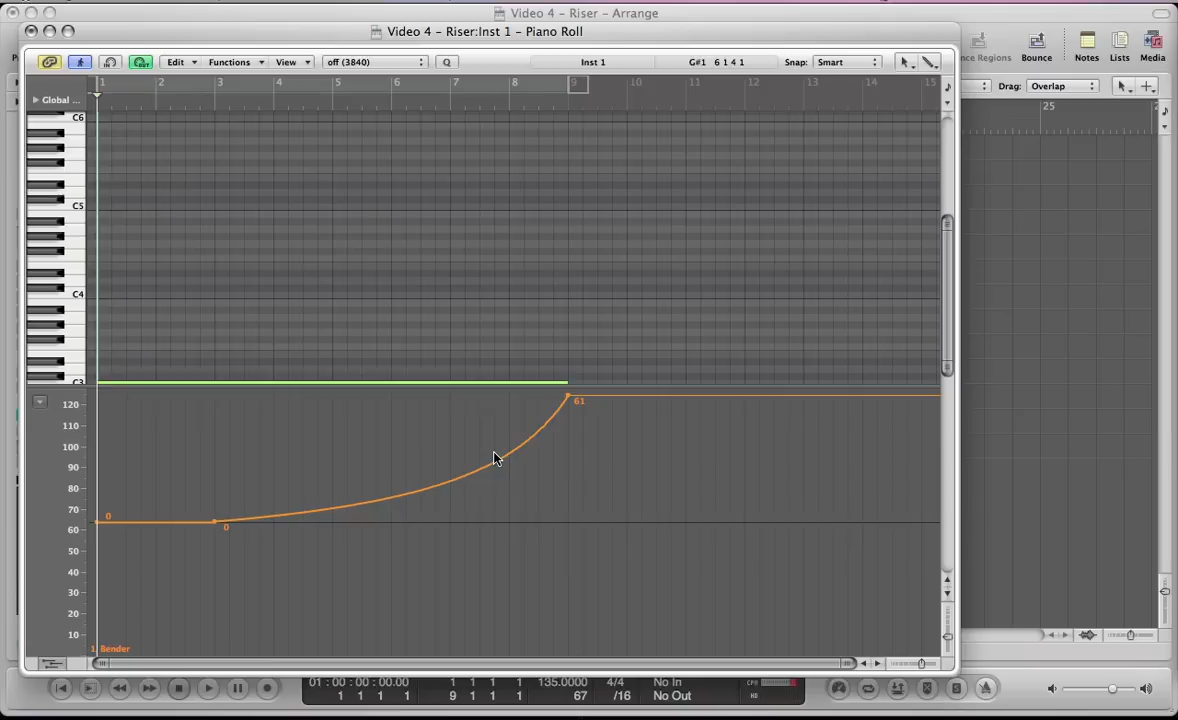 Video 4 - Riser - Arrange
Video 4 - Riser:Inst 1 - Piano Roll
Edit Functions View off (3840) Q Inst 1 G#1 6 1 4 1 Snap: Smart
nce Regions Bounce Notes Lists Media
Drag: Overlap
Global ...
1 2 3 4 5 6 7 8 9 10 11 12 13 14 15
25
C6
C5
C4
C3
120
110
100
90
80
70
60
50
40
30
20
10
0
0
61
1 Bender
OUT
01 : 00 : 00 : 00.00 1 1 1 1 135.0000 4/4 No In CPU
1 1 1 1 9 1 1 1 67 /16 No Out HD
S